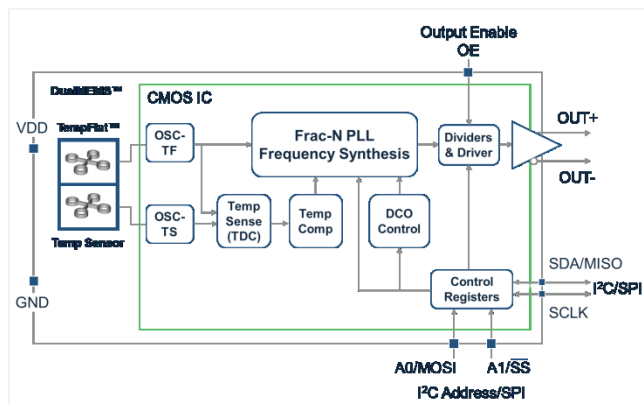 Output Enable
OE
DualMEMS™
CMOS IC
VDD
TempFlat™
OSC-
TF
Frac-N PLL
Frequency Synthesis
Dividers
& Driver
OUT+
OUT-
OSC-
TS
Temp
Sense
(TDC)
Temp
Comp
DCO
Control
Temp Sensor
GND
Control
Registers
SDA/MISO
I²C/SPI
SCLK
A0/MOSI
A1/S̅S̅
I²C Address/SPI